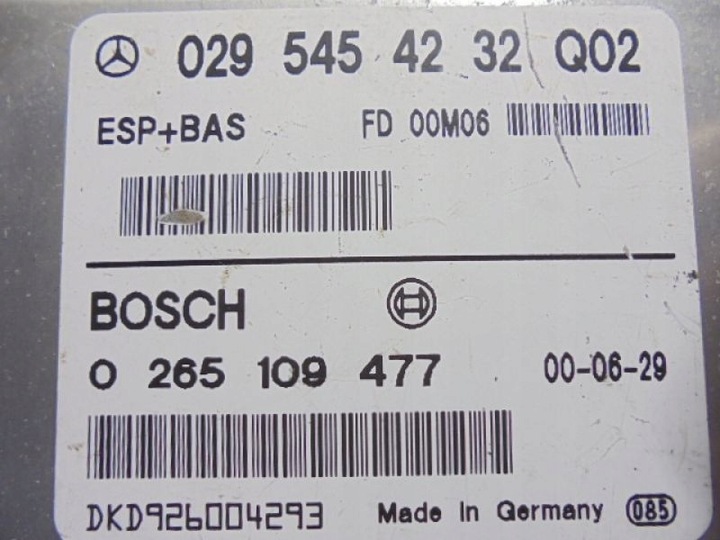 029 545 42 32 Q02
ESP+BAS FD 00M06
BOSCH
0 265 109 477 00-06-29
DKD926004293 Made In Germany 085